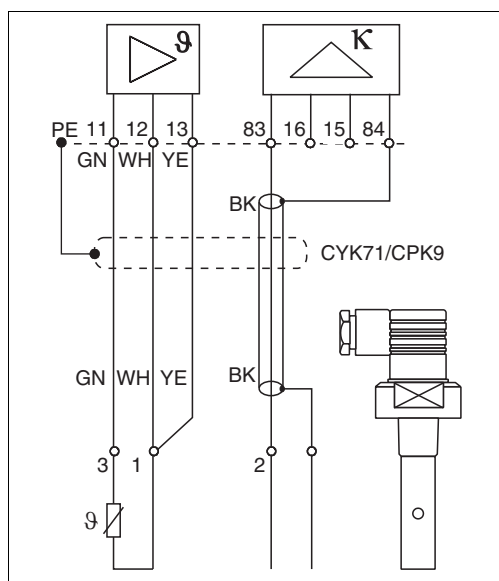 ϑ κ
PE 11 12 13 83 16 15 84
GN WH YE
BK
CYK71/CPK9
GN WH YE BK
3 1 2
ϑ